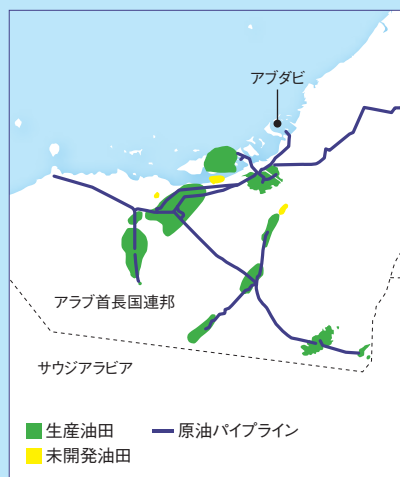 アブダビ
アラブ首長国連邦
サウジアラビア
生産油田
原油パイプライン
未開発油田